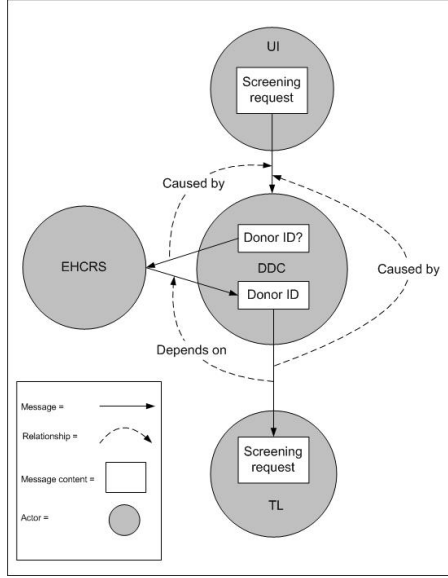 UI
Screening
request
Caused by
Donor ID?
EHCRS
DDC
Caused by
Donor ID
Depends on
Message =
Relationship =
Message content =
Actor =
Screening
request
TL